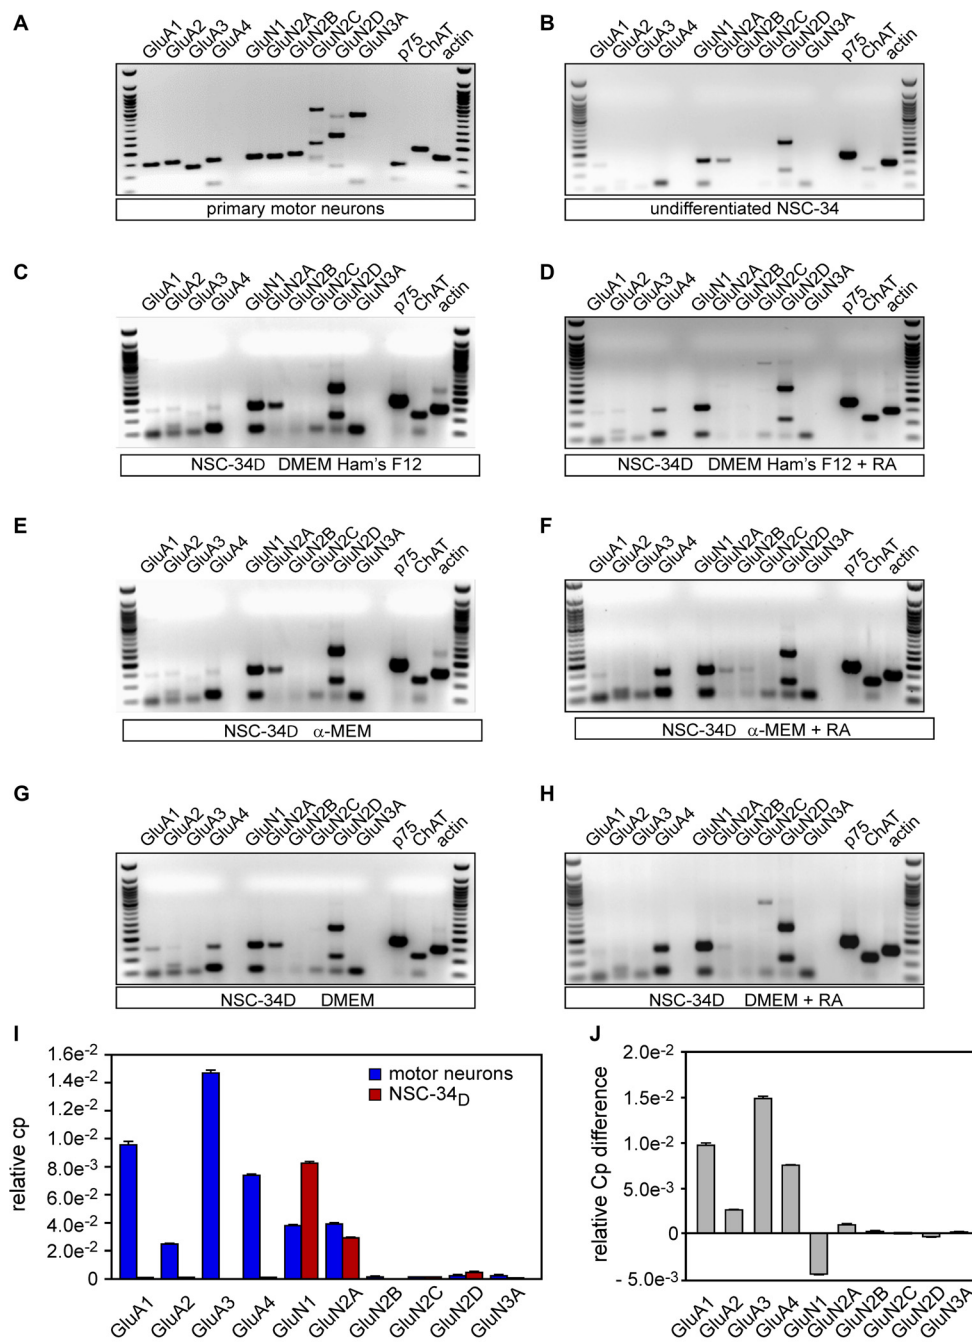 A
GluA1 GluA2 GluA3 GluA4 GluN1 GluN2A GluN2B GluN2C GluN2D GluN3A p75 ChAT actin
primary motor neurons
B
GluA1 GluA2 GluA3 GluA4 GluN1 GluN2A GluN2B GluN2C GluN2D GluN3A p75 ChAT actin
undifferentiated NSC-34
C
GluA1 GluA2 GluA3 GluA4 GluN1 GluN2A GluN2B GluN2C GluN2D GluN3A p75 ChAT actin
NSC-34D DMEM Ham's F12
D
GluA1 GluA2 GluA3 GluA4 GluN1 GluN2A GluN2B GluN2C GluN2D GluN3A p75 ChAT actin
NSC-34D DMEM Ham's F12 + RA
E
GluA1 GluA2 GluA3 GluA4 GluN1 GluN2A GluN2B GluN2C GluN2D GluN3A p75 ChAT actin
NSC-34D α-MEM
F
GluA1 GluA2 GluA3 GluA4 GluN1 GluN2A GluN2B GluN2C GluN2D GluN3A p75 ChAT actin
NSC-34D α-MEM + RA
G
GluA1 GluA2 GluA3 GluA4 GluN1 GluN2A GluN2B GluN2C GluN2D GluN3A p75 ChAT actin
NSC-34D DMEM
H
GluA1 GluA2 GluA3 GluA4 GluN1 GluN2A GluN2B GluN2C GluN2D GluN3A p75 ChAT actin
NSC-34D DMEM + RA
I
relative cp
1.6e-2
1.4e-2
1.2e-2
1.0e-2
8.0e-3
6.0e-2
4.0e-2
2.0e-2
0
motor neurons
NSC-34D
GluA1 GluA2 GluA3 GluA4 GluN1 GluN2A GluN2B GluN2C GluN2D GluN3A
J
relative Cp difference
2.0e-2
1.0e-2
5.0e-3
0
- 5.0e-3
GluA1 GluA2 GluA3 GluA4 GluN1 GluN2A GluN2B GluN2C GluN2D GluN3A